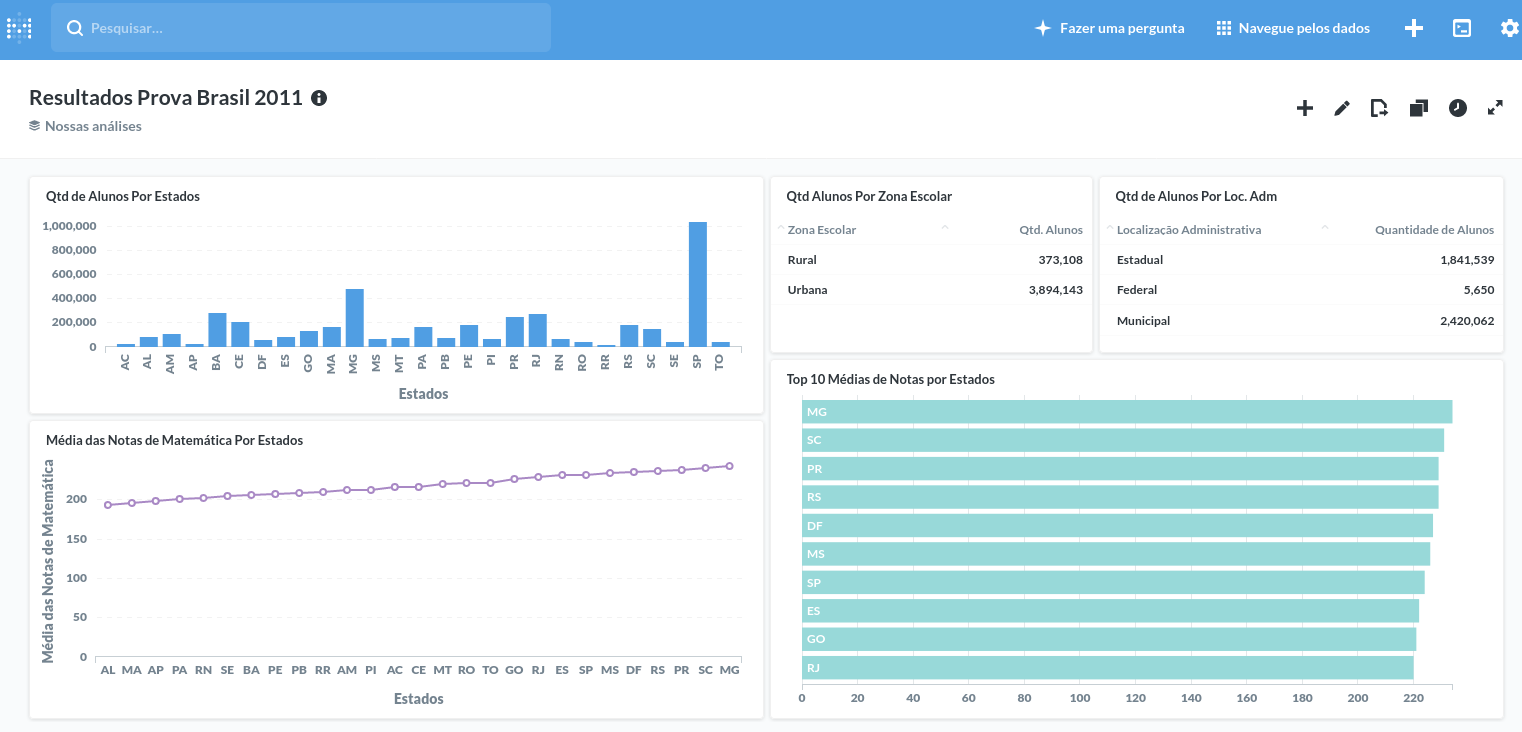 Pesquisar...
Fazer uma pergunta
Navegue pelos dados
Resultados Prova Brasil 2011
Nossas análises
Qtd de Alunos Por Estados
1,000,000
800,000
600,000
400,000
200,000
0
AC AL AM AP BA CE DF ES GO MA MG MS MT PA PB PE PI PR RJ RN RO RR RS SC SE SP TO
Estados
Qtd Alunos Por Zona Escolar
Zona Escolar Qtd. Alunos
Rural 373,108
Urbana 3,894,143
Qtd de Alunos Por Loc. Adm
Localização Administrativa Quantidade de Alunos
Estadual 1,841,539
Federal 5,650
Municipal 2,420,062
Média das Notas de Matemática Por Estados
Média das Notas de Matemática
200
150
100
50
0
AL MA AP PA RN SE BA PE PB RR AM PI AC CE MT RO TO GO RJ ES SP MS DF RS PR SC MG
Estados
Top 10 Médias de Notas por Estados
MG
SC
PR
RS
DF
MS
SP
ES
GO
RJ
0 20 40 60 80 100 120 140 160 180 200 220